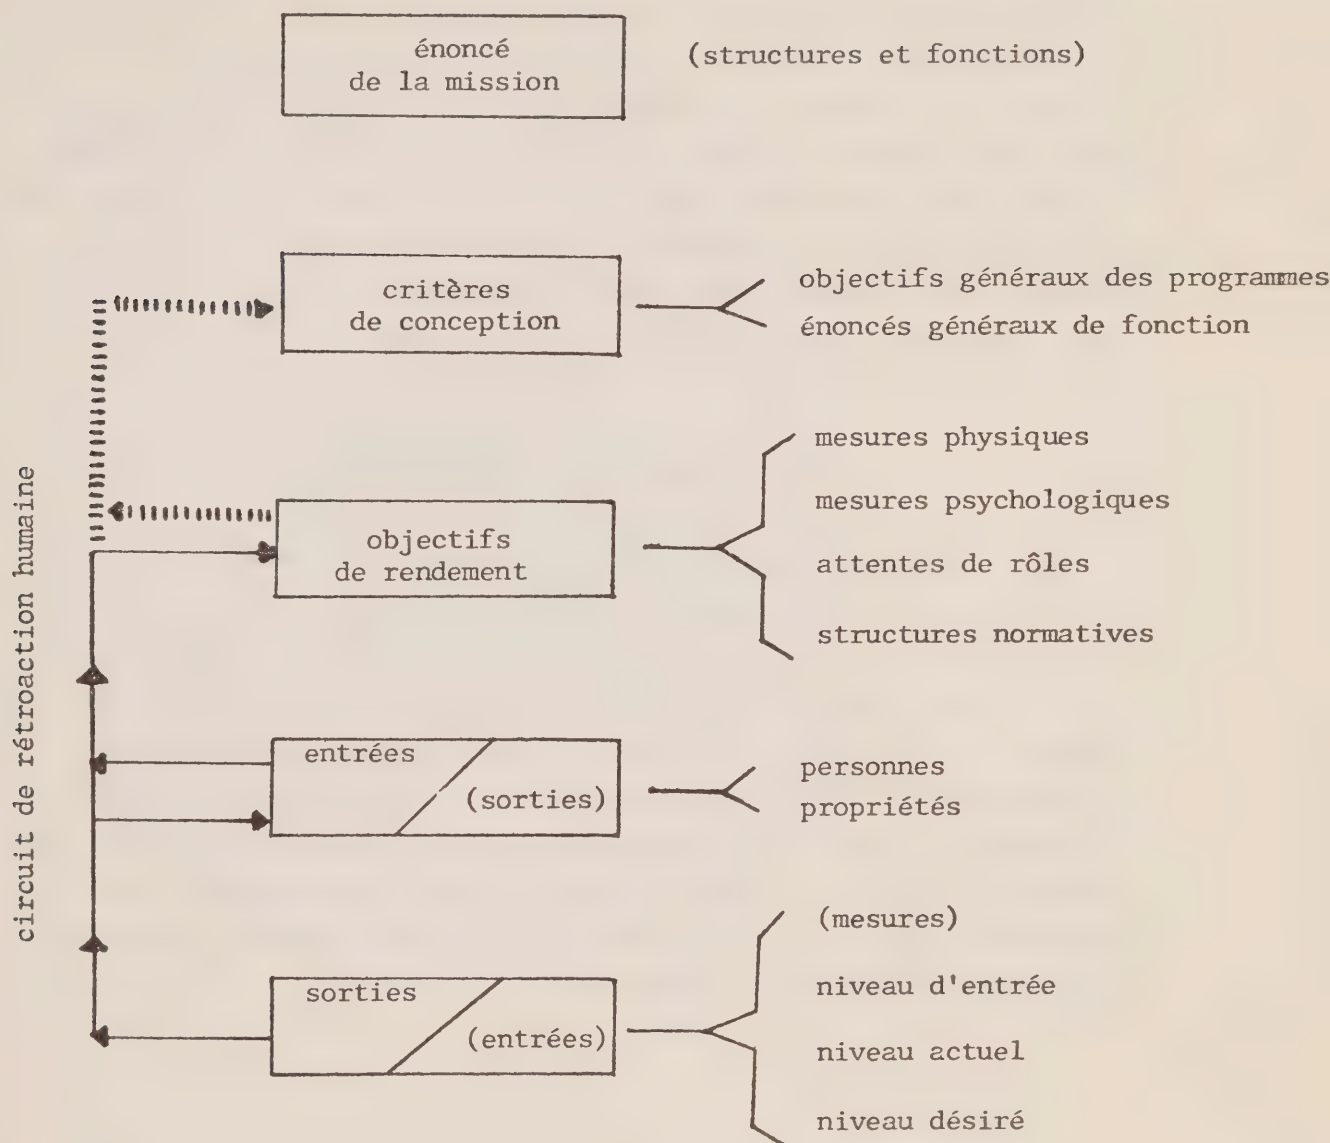 énoncé
de la mission
(structures et fonctions)
critères
de conception
objectifs généraux des programmes
énoncés généraux de fonction
circuit de rétroaction humaine
objectifs
de rendement
mesures physiques
mesures psychologiques
attentes de rôles
structures normatives
entrées
(sorties)
personnes
propriétés
sorties
(entrées)
(mesures)
niveau d'entrée
niveau actuel
niveau désiré